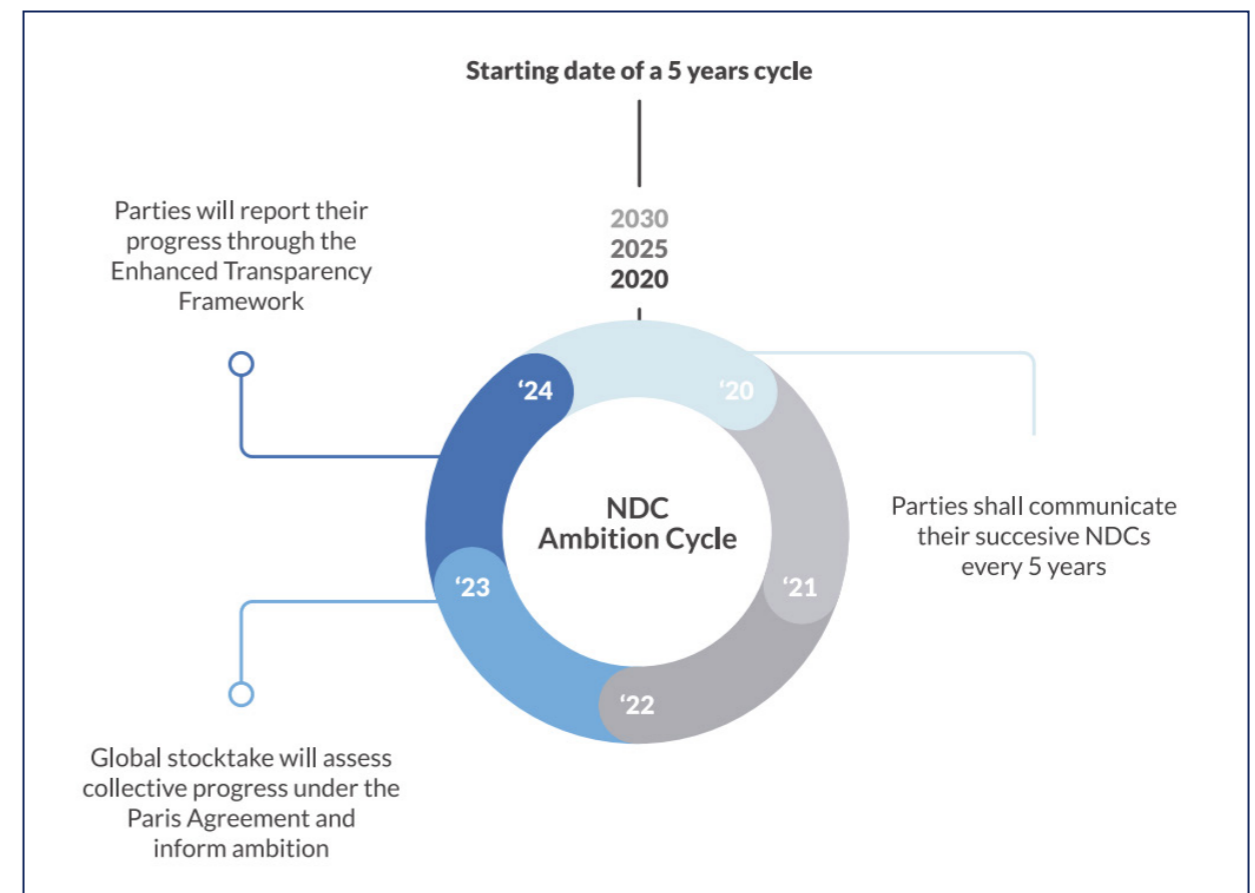 Starting date of a 5 years cycle
2030
2025
2020
Parties will report their
progress through the
Enhanced Transparency
Framework
‘24
‘20
NDC
Ambition Cycle
Parties shall communicate
their succesive NDCs
every 5 years
‘23
‘21
‘22
Global stocktake will assess
collective progress under the
Paris Agreement and
inform ambition